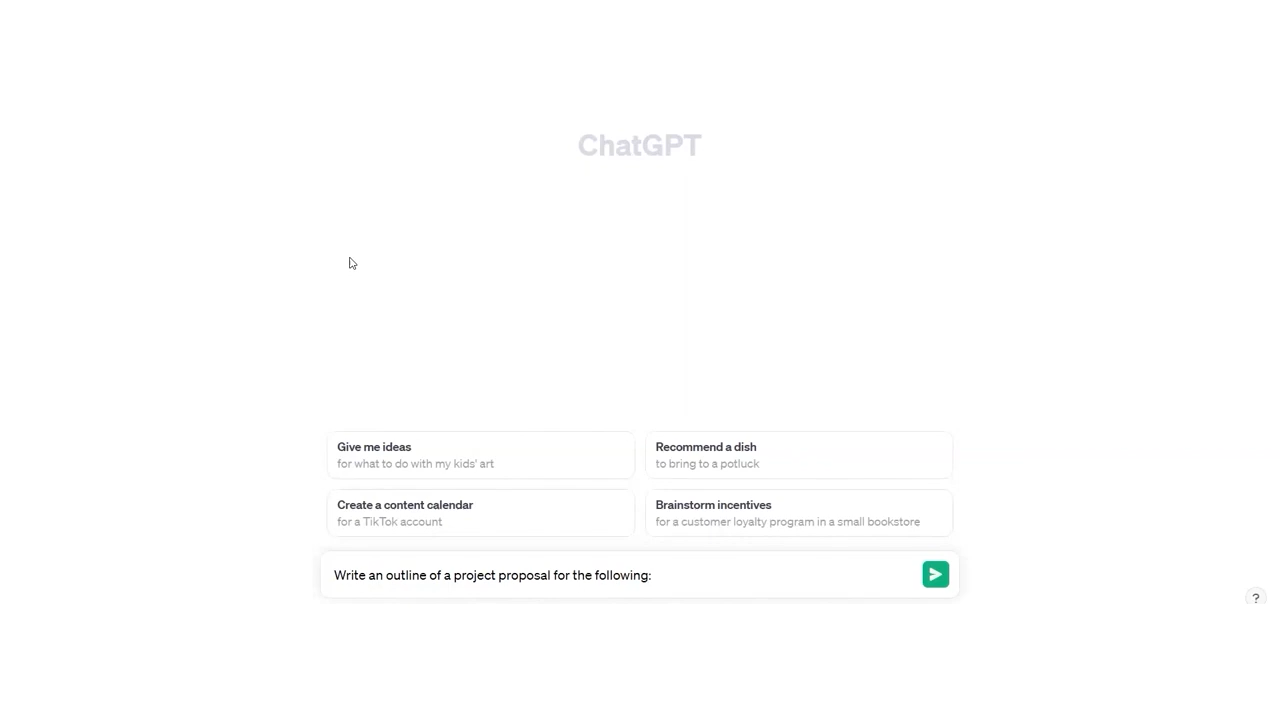 ChatGPT
Give me ideas
for what to do with my kids' art
Recommend a dish
to bring to a potluck
Create a content calendar
for a TikTok account
Brainstorm incentives
for a customer loyalty program in a small bookstore
Write an outline of a project proposal for the following:
?